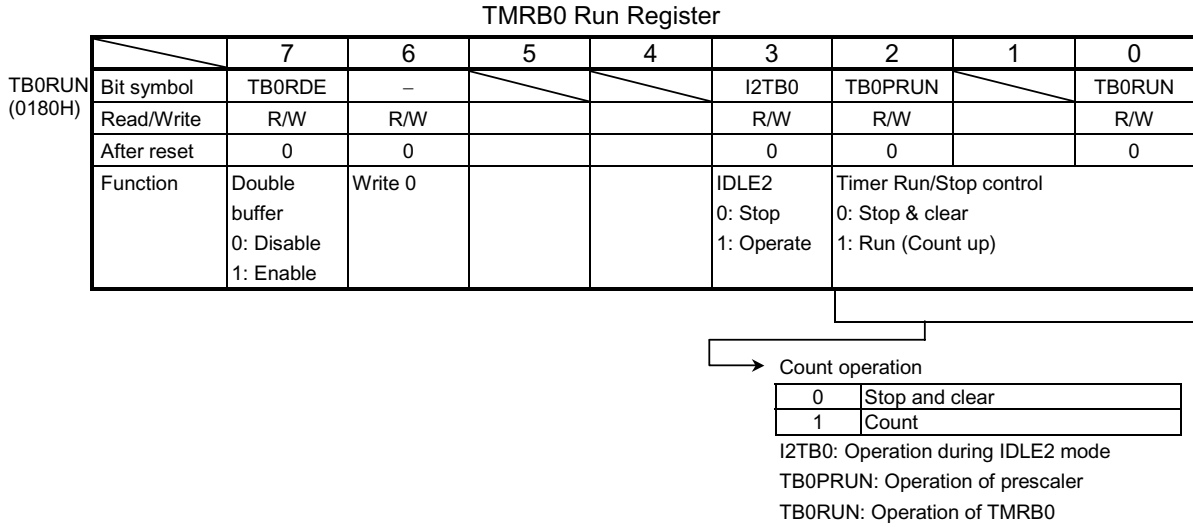 TMRB0 Run Register
7 6 5 4 3 2 1 0
TB0RUN (0180H)
Bit symbol TB0RDE – I2TB0 TB0PRUN TB0RUN
Read/Write R/W R/W R/W R/W R/W
After reset 0 0 0 0 0
Function Double buffer 0: Disable 1: Enable Write 0 IDLE2 0: Stop 1: Operate Timer Run/Stop control 0: Stop & clear 1: Run (Count up)
Count operation
0 Stop and clear
1 Count
I2TB0: Operation during IDLE2 mode
TB0PRUN: Operation of prescaler
TB0RUN: Operation of TMRB0